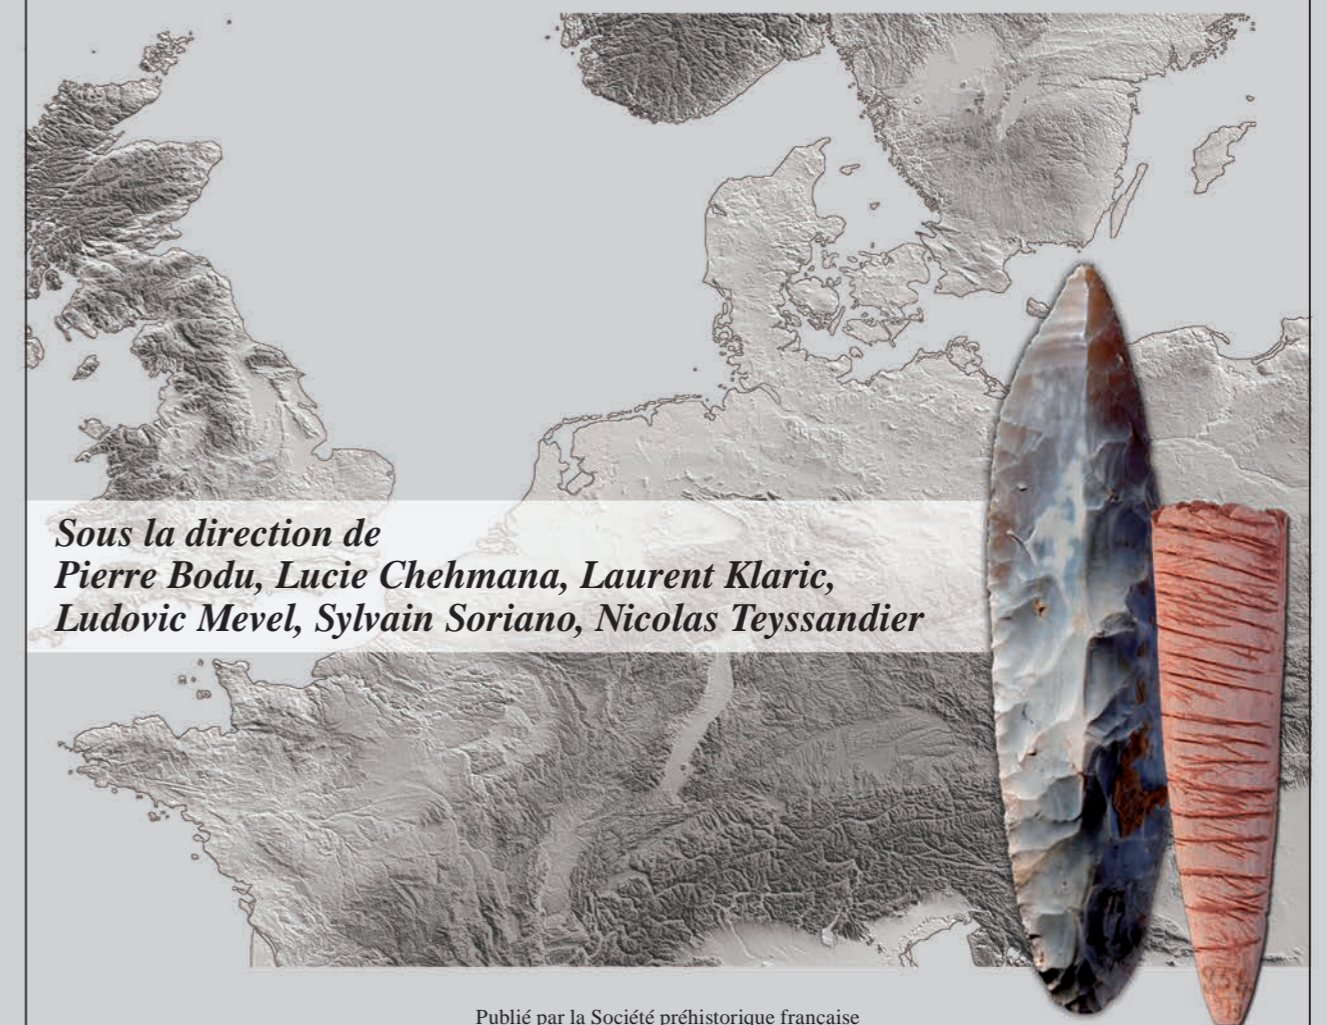 Sous la direction de
Pierre Bodu, Lucie Chehmana, Laurent Klaric,
Ludovic Mevel, Sylvain Soriano, Nicolas Teyssandier
Publié par la Société préhistorique française